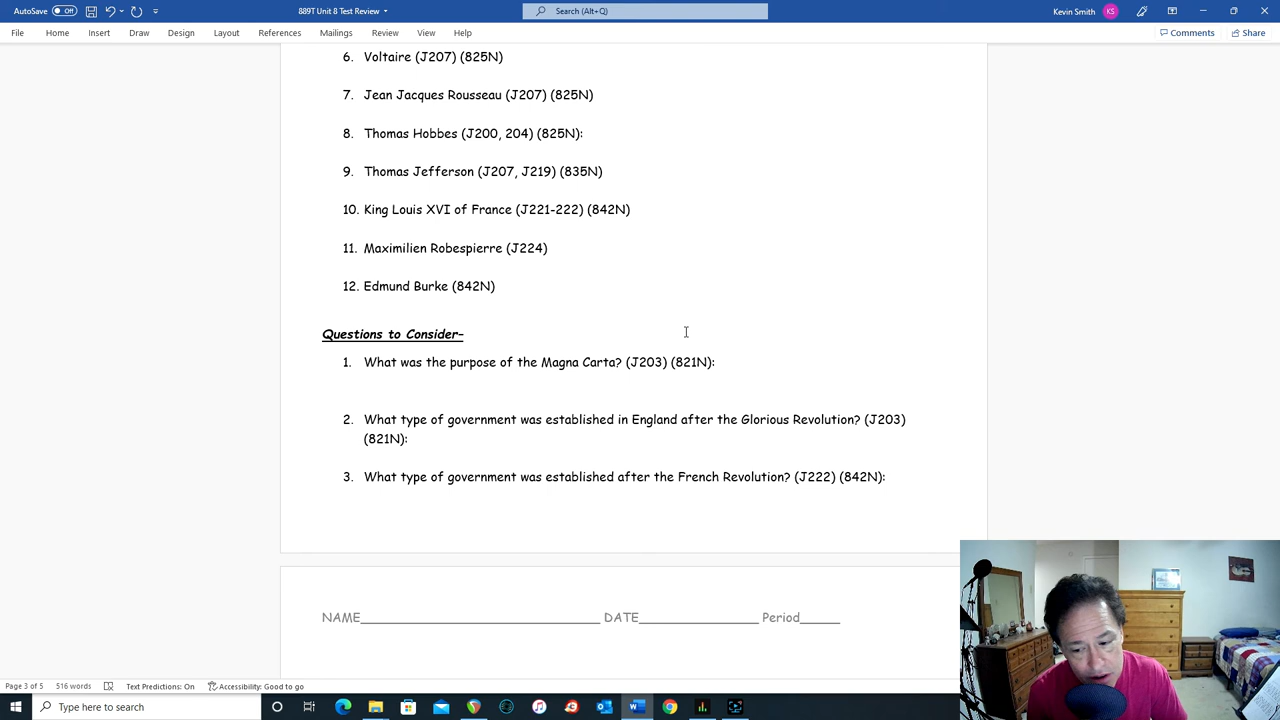 AutoSave Off 889T Unit 8 Test Review Search (Alt+Q) Kevin Smith KS
File Home Insert Draw Design Layout References Mailings Review View Help Comments Share
6. Voltaire (J207) (825N)
7. Jean Jacques Rousseau (J207) (825N)
8. Thomas Hobbes (J200, 204) (825N):
9. Thomas Jefferson (J207, J219) (835N)
10. King Louis XVI of France (J221-222) (842N)
11. Maximilien Robespierre (J224)
12. Edmund Burke (842N)
Questions to Consider-
1. What was the purpose of the Magna Carta? (J203) (821N):
2. What type of government was established in England after the Glorious Revolution? (J203)
(821N):
3. What type of government was established after the French Revolution? (J222) (842N):
NAME______________________________ DATE_______________ Period_____
Page 3 of 5 516 words Text Predictions: On Accessibility: Good to go
Type here to search